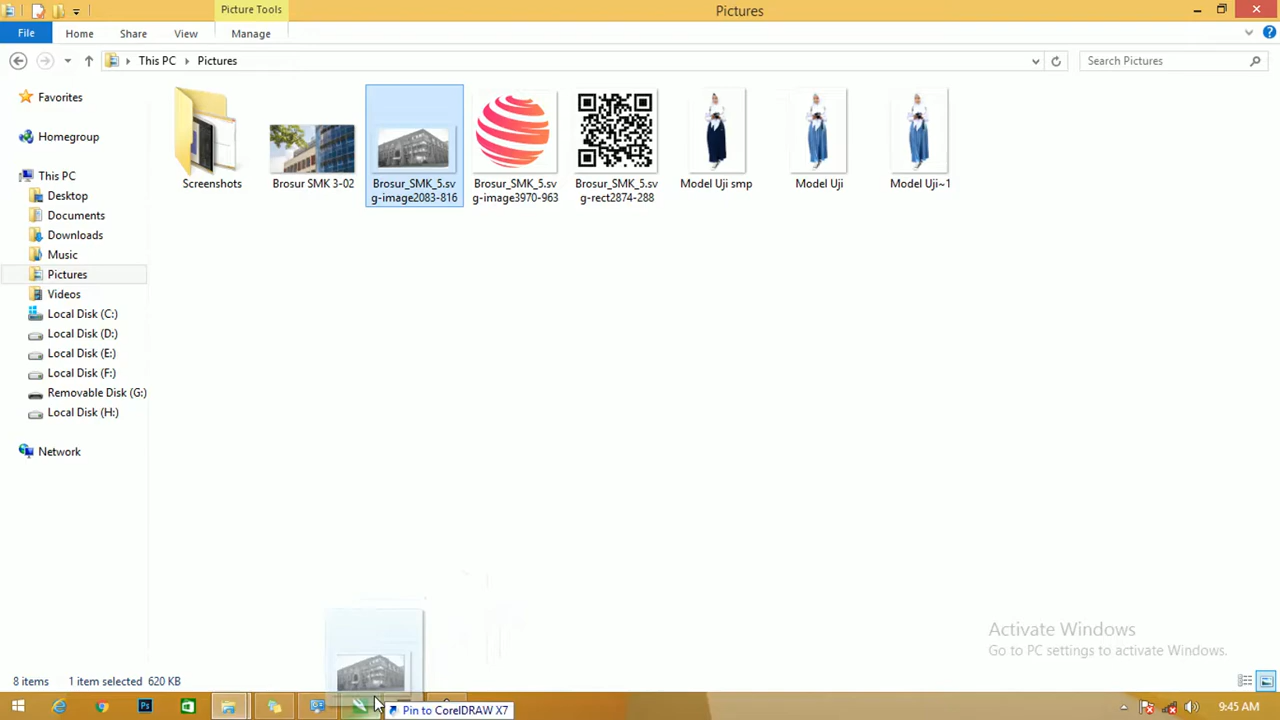 Picture Tools
Pictures
File
Home
Share
View
Manage
This PC
Pictures
Search Pictures
Favorites
Homegroup
This PC
Desktop
Documents
Downloads
Music
Pictures
Videos
Local Disk (C:)
Local Disk (D:)
Local Disk (E:)
Local Disk (F:)
Removable Disk (G:)
Local Disk (H:)
Network
Screenshots
Brosur SMK 3-02
Brosur_SMK_5.sv
g-image2083-816
Brosur_SMK_5.sv
g-image3970-963
Brosur_SMK_5.sv
g-rect2874-288
Model Uji smp
Model Uji
Model Uji~1
Activate Windows
Go to PC settings to activate Windows.
8 items
1 item selected 620 KB
Ps
Pin to CorelDRAW X7
9:45 AM